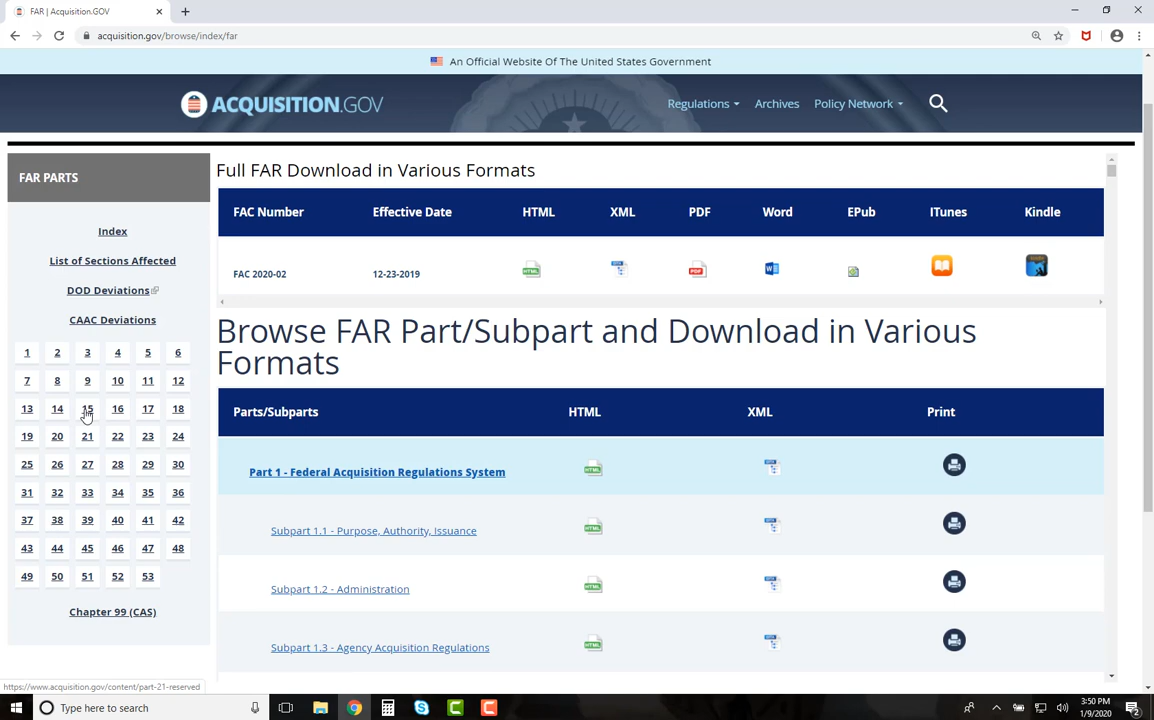 FAR | Acquisition.GOV
acquisition.gov/browse/index/far
An Official Website Of The United States Government
ACQUISITION.GOV
Regulations
Archives
Policy Network
FAR PARTS
Index
List of Sections Affected
DOD Deviations
CAAC Deviations
1 2 3 4 5 6
7 8 9 10 11 12
13 14 15 16 17 18
19 20 21 22 23 24
25 26 27 28 29 30
31 32 33 34 35 36
37 38 39 40 41 42
43 44 45 46 47 48
49 50 51 52 53
Chapter 99 (CAS)
Full FAR Download in Various Formats
FAC Number Effective Date HTML XML PDF Word EPub ITunes Kindle
FAC 2020-02 12-23-2019
Browse FAR Part/Subpart and Download in Various
Formats
Parts/Subparts HTML XML Print
Part 1 - Federal Acquisition Regulations System
Subpart 1.1 - Purpose, Authority, Issuance
Subpart 1.2 - Administration
Subpart 1.3 - Agency Acquisition Regulations
https://www.acquisition.gov/content/part-21-reserved
Type here to search
3:50 PM
1/9/2020